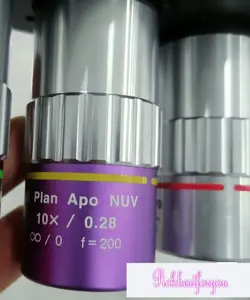 Plan Apo NUV
10× / 0.28
∞ / 0 f = 200